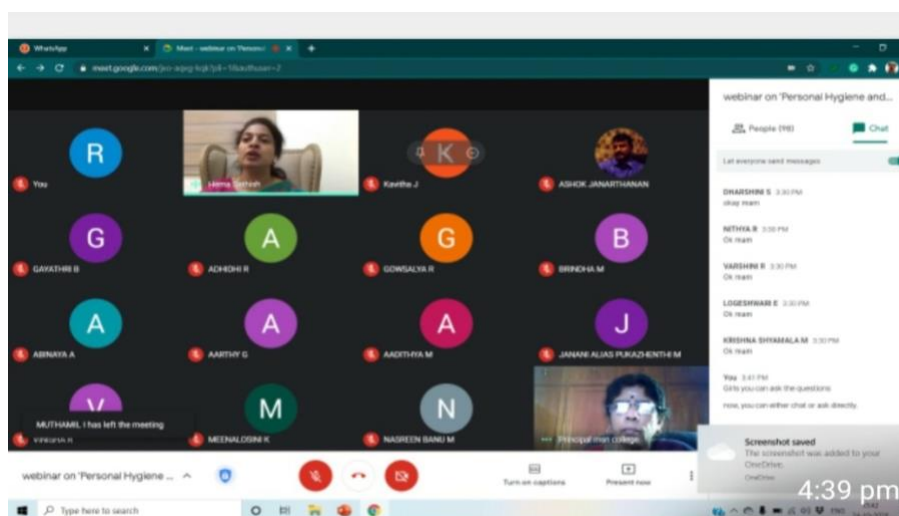 WhatsApp
Meet - webinar on 'Personal
meet.google.com/
webinar on 'Personal Hygiene and...
People (98)
Chat
Let everyone send messages
R
You
Hema Sathish
K
Kavitha J
ASHOK JANARTHANAN
G
GAYATHRI B
A
ADHIDHI R
G
GOWSALYA R
B
BRINDHA M
A
ABINAYA A
A
AARTHY G
A
AADITHYA M
J
JANANI ALIAS PUKAZHENTHI M
V
MUTHAMIL I has left the meeting
M
MEENALOSINI K
N
NASREEN BANU M
Principal mon college
DHARSHINI S 3:30 PM
okay mam
NITHYA R 3:30 PM
Ok mam
VARSHINI R 3:30 PM
Ok mam
LOGESHWARI E 3:30 PM
Ok mam
KRISHNA SHYAMALA M 3:30 PM
Ok mam
You 3:41 PM
Girls you can ask the questions
now, you can either chat or ask directly.
Screenshot saved
The screenshot was added to your
OneDrive.
OneDrive
webinar on 'Personal Hygiene ...
Turn on captions
Present now
4:39 pm
Type here to search
ENG